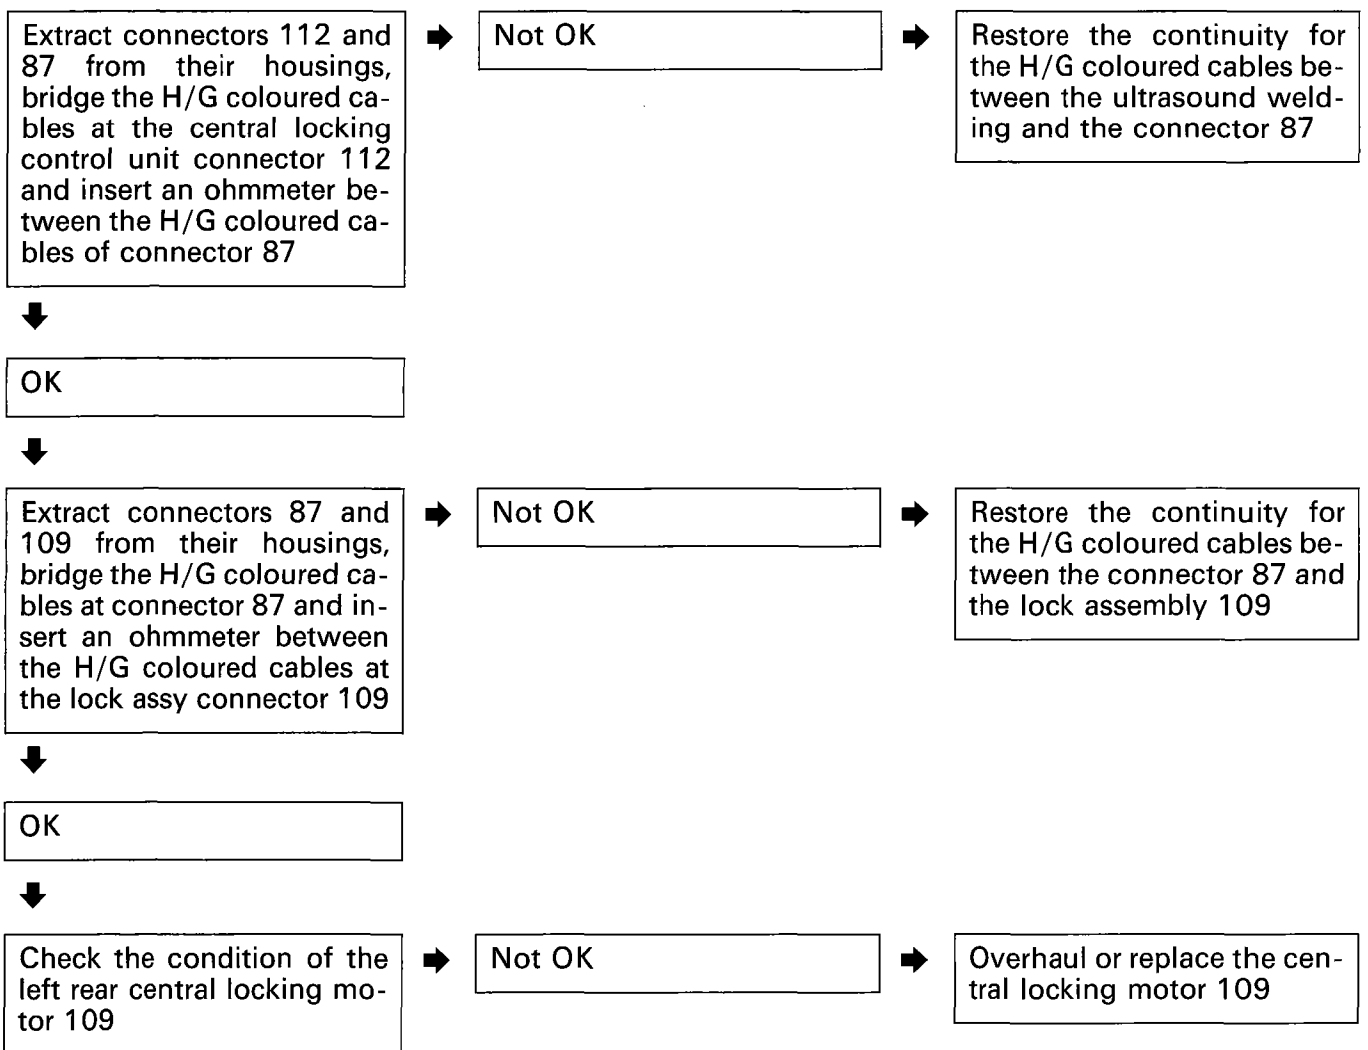 Extract connectors 112 and
87 from their housings,
bridge the H/G coloured ca-
bles at the central locking
control unit connector 112
and insert an ohmmeter be-
tween the H/G coloured ca-
bles of connector 87
Not OK
Restore the continuity for
the H/G coloured cables be-
tween the ultrasound weld-
ing and the connector 87
OK
Extract connectors 87 and
109 from their housings,
bridge the H/G coloured ca-
bles at connector 87 and in-
sert an ohmmeter between
the H/G coloured cables at
the lock assy connector 109
Not OK
Restore the continuity for
the H/G coloured cables be-
tween the connector 87 and
the lock assembly 109
OK
Check the condition of the
left rear central locking mo-
tor 109
Not OK
Overhaul or replace the cen-
tral locking motor 109